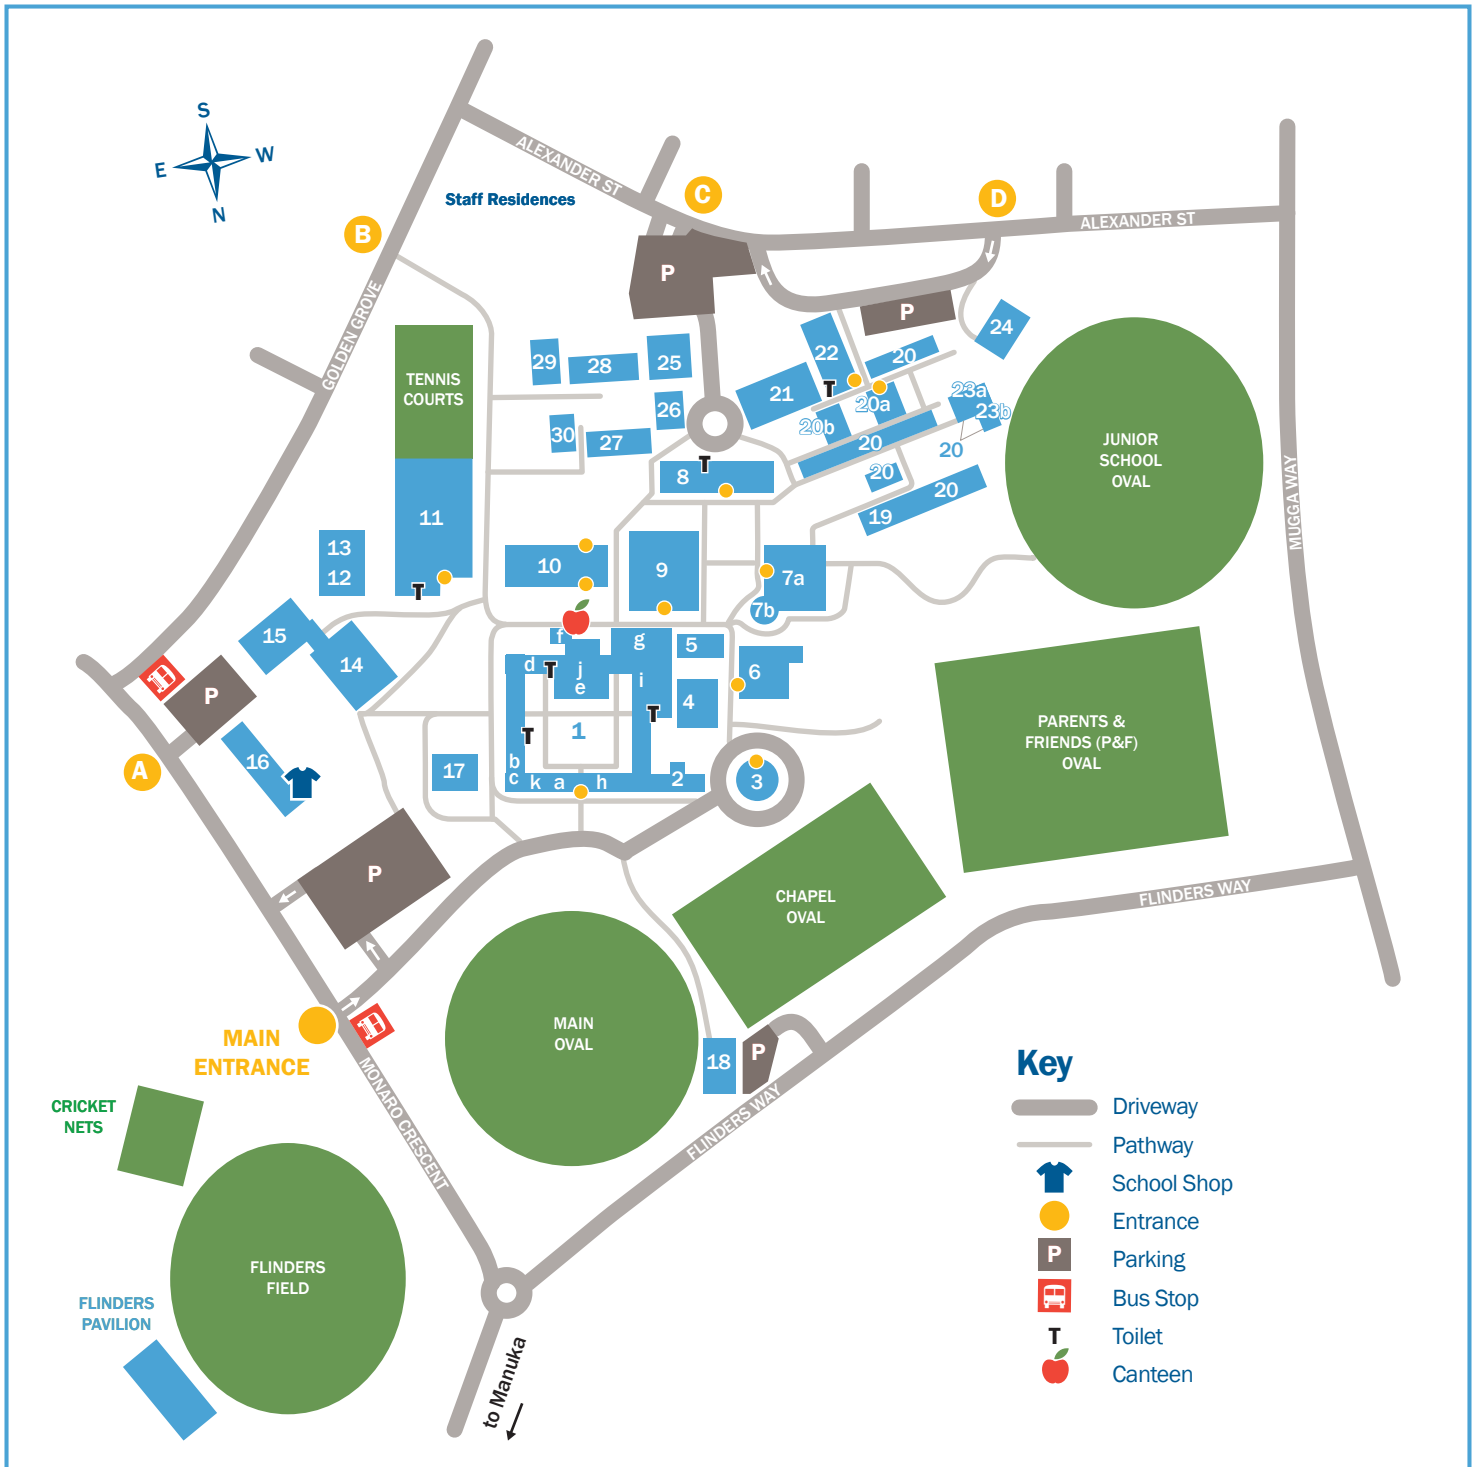 S
E
W
N
ALEXANDER ST
Staff Residences
C
D
ALEXANDER ST
B
P
P
GOLDEN GROVE
TENNIS
COURTS
29
28
25
26
30
27
22
21
T
20
24
20a
20b
23a
23b
20
20
20
20
19
JUNIOR
SCHOOL
OVAL
MUGGA WAY
T
8
11
13
12
T
10
9
7a
7b
15
14
P
A
16
17
f
g
5
d
T
j
e
i
6
4
T
T
1
b
c
k
a
h
2
3
PARENTS &
FRIENDS (P&F)
OVAL
P
CHAPEL
OVAL
FLINDERS WAY
MAIN
OVAL
MAIN
ENTRANCE
18
P
MONARO CRESCENT
FLINDERS WAY
CRICKET
NETS
FLINDERS
FIELD
FLINDERS
PAVILION
to Manuka
Key
Driveway
Pathway
School Shop
Entrance
P
Parking
Bus Stop
T
Toilet
Canteen